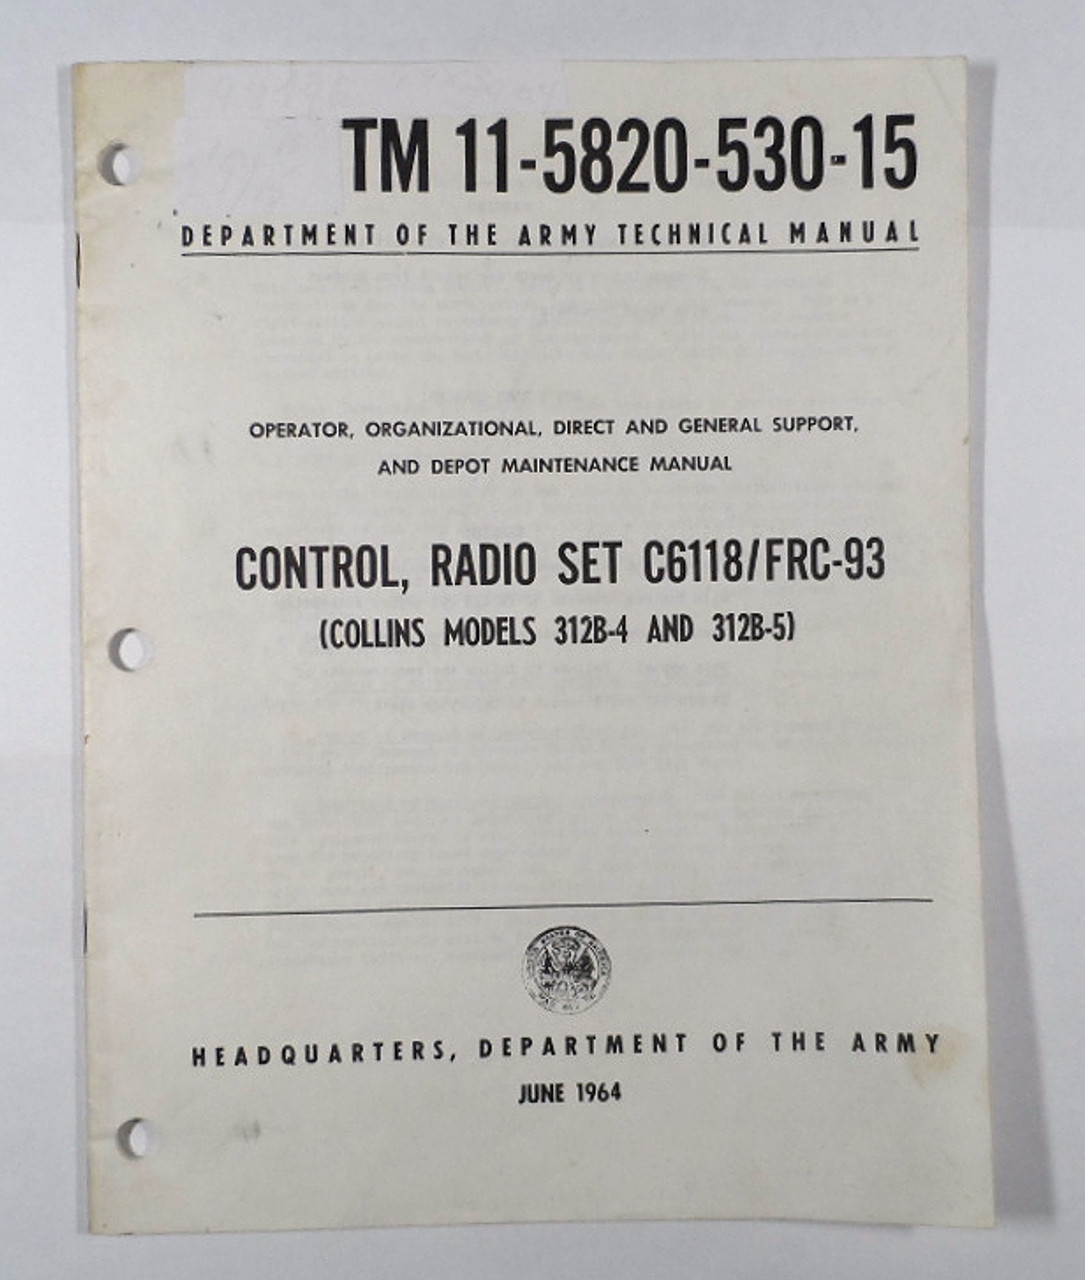 TM 11-5820-530-15
DEPARTMENT OF THE ARMY TECHNICAL MANUAL
OPERATOR, ORGANIZATIONAL, DIRECT AND GENERAL SUPPORT,
AND DEPOT MAINTENANCE MANUAL
CONTROL, RADIO SET C6118/FRC-93
(COLLINS MODELS 312B-4 AND 312B-5)
HEADQUARTERS, DEPARTMENT OF THE ARMY
JUNE 1964